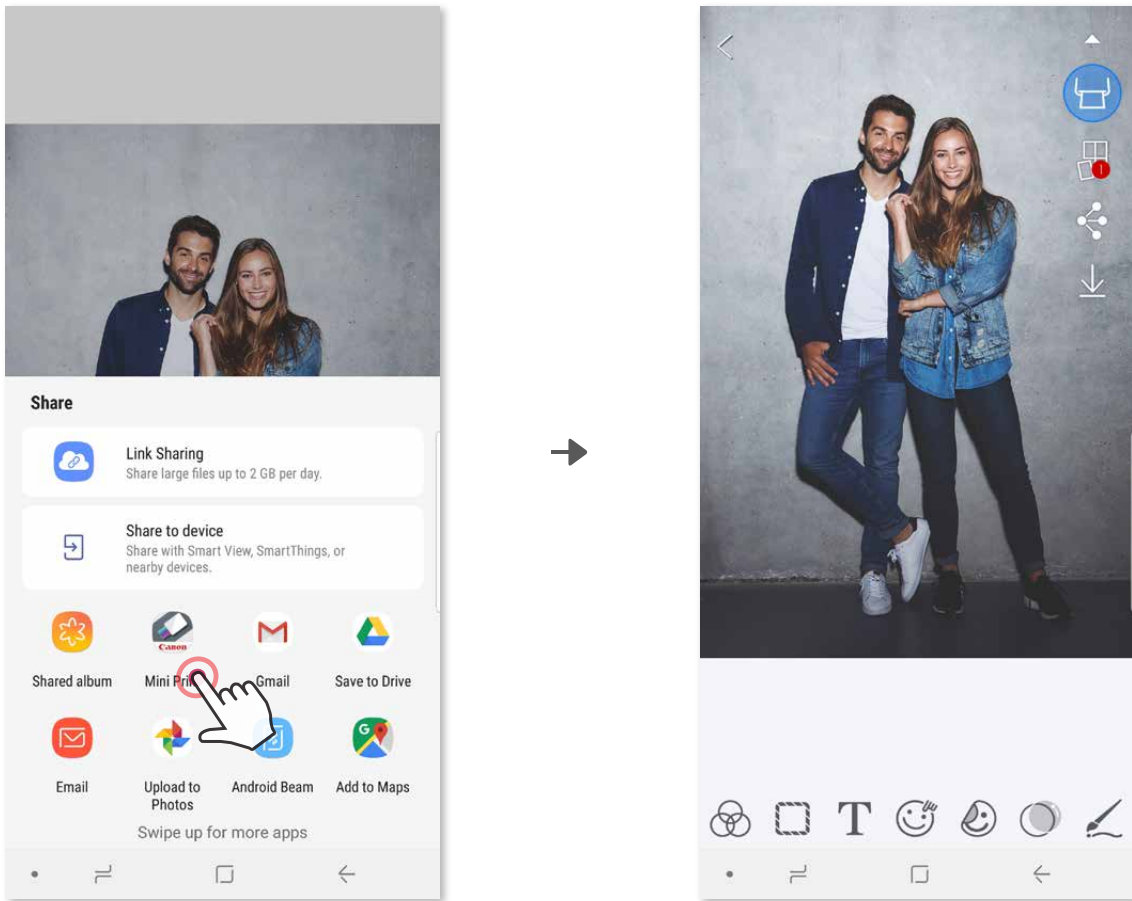 Share
Link Sharing
Share large files up to 2 GB per day.
Share to device
Share with Smart View, SmartThings, or
nearby devices.
Canon
Shared album
Mini Pri
Gmail
Save to Drive
G
Email
Upload to
Photos
Android Beam
Add to Maps
Swipe up for more apps
1
T